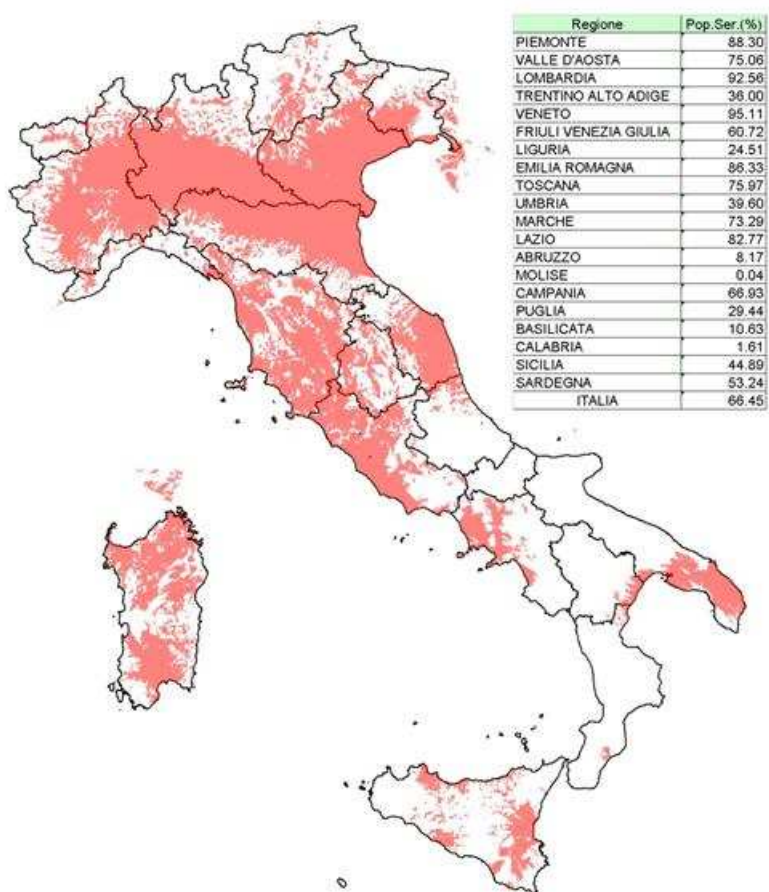 Regione Pop.Ser.(%)
PIEMONTE 88.30
VALLE D'AOSTA 75.06
LOMBARDIA 92.56
TRENTINO ALTO ADIGE 36.00
VENETO 95.11
FRIULI VENEZIA GIULIA 60.72
LIGURIA 24.51
EMILIA ROMAGNA 86.33
TOSCANA 75.97
UMBRIA 39.60
MARCHE 73.29
LAZIO 82.77
ABRUZZO 8.17
MOLISE 0.04
CAMPANIA 66.93
PUGLIA 29.44
BASILICATA 10.63
CALABRIA 1.61
SICILIA 44.89
SARDEGNA 53.24
ITALIA 66.45